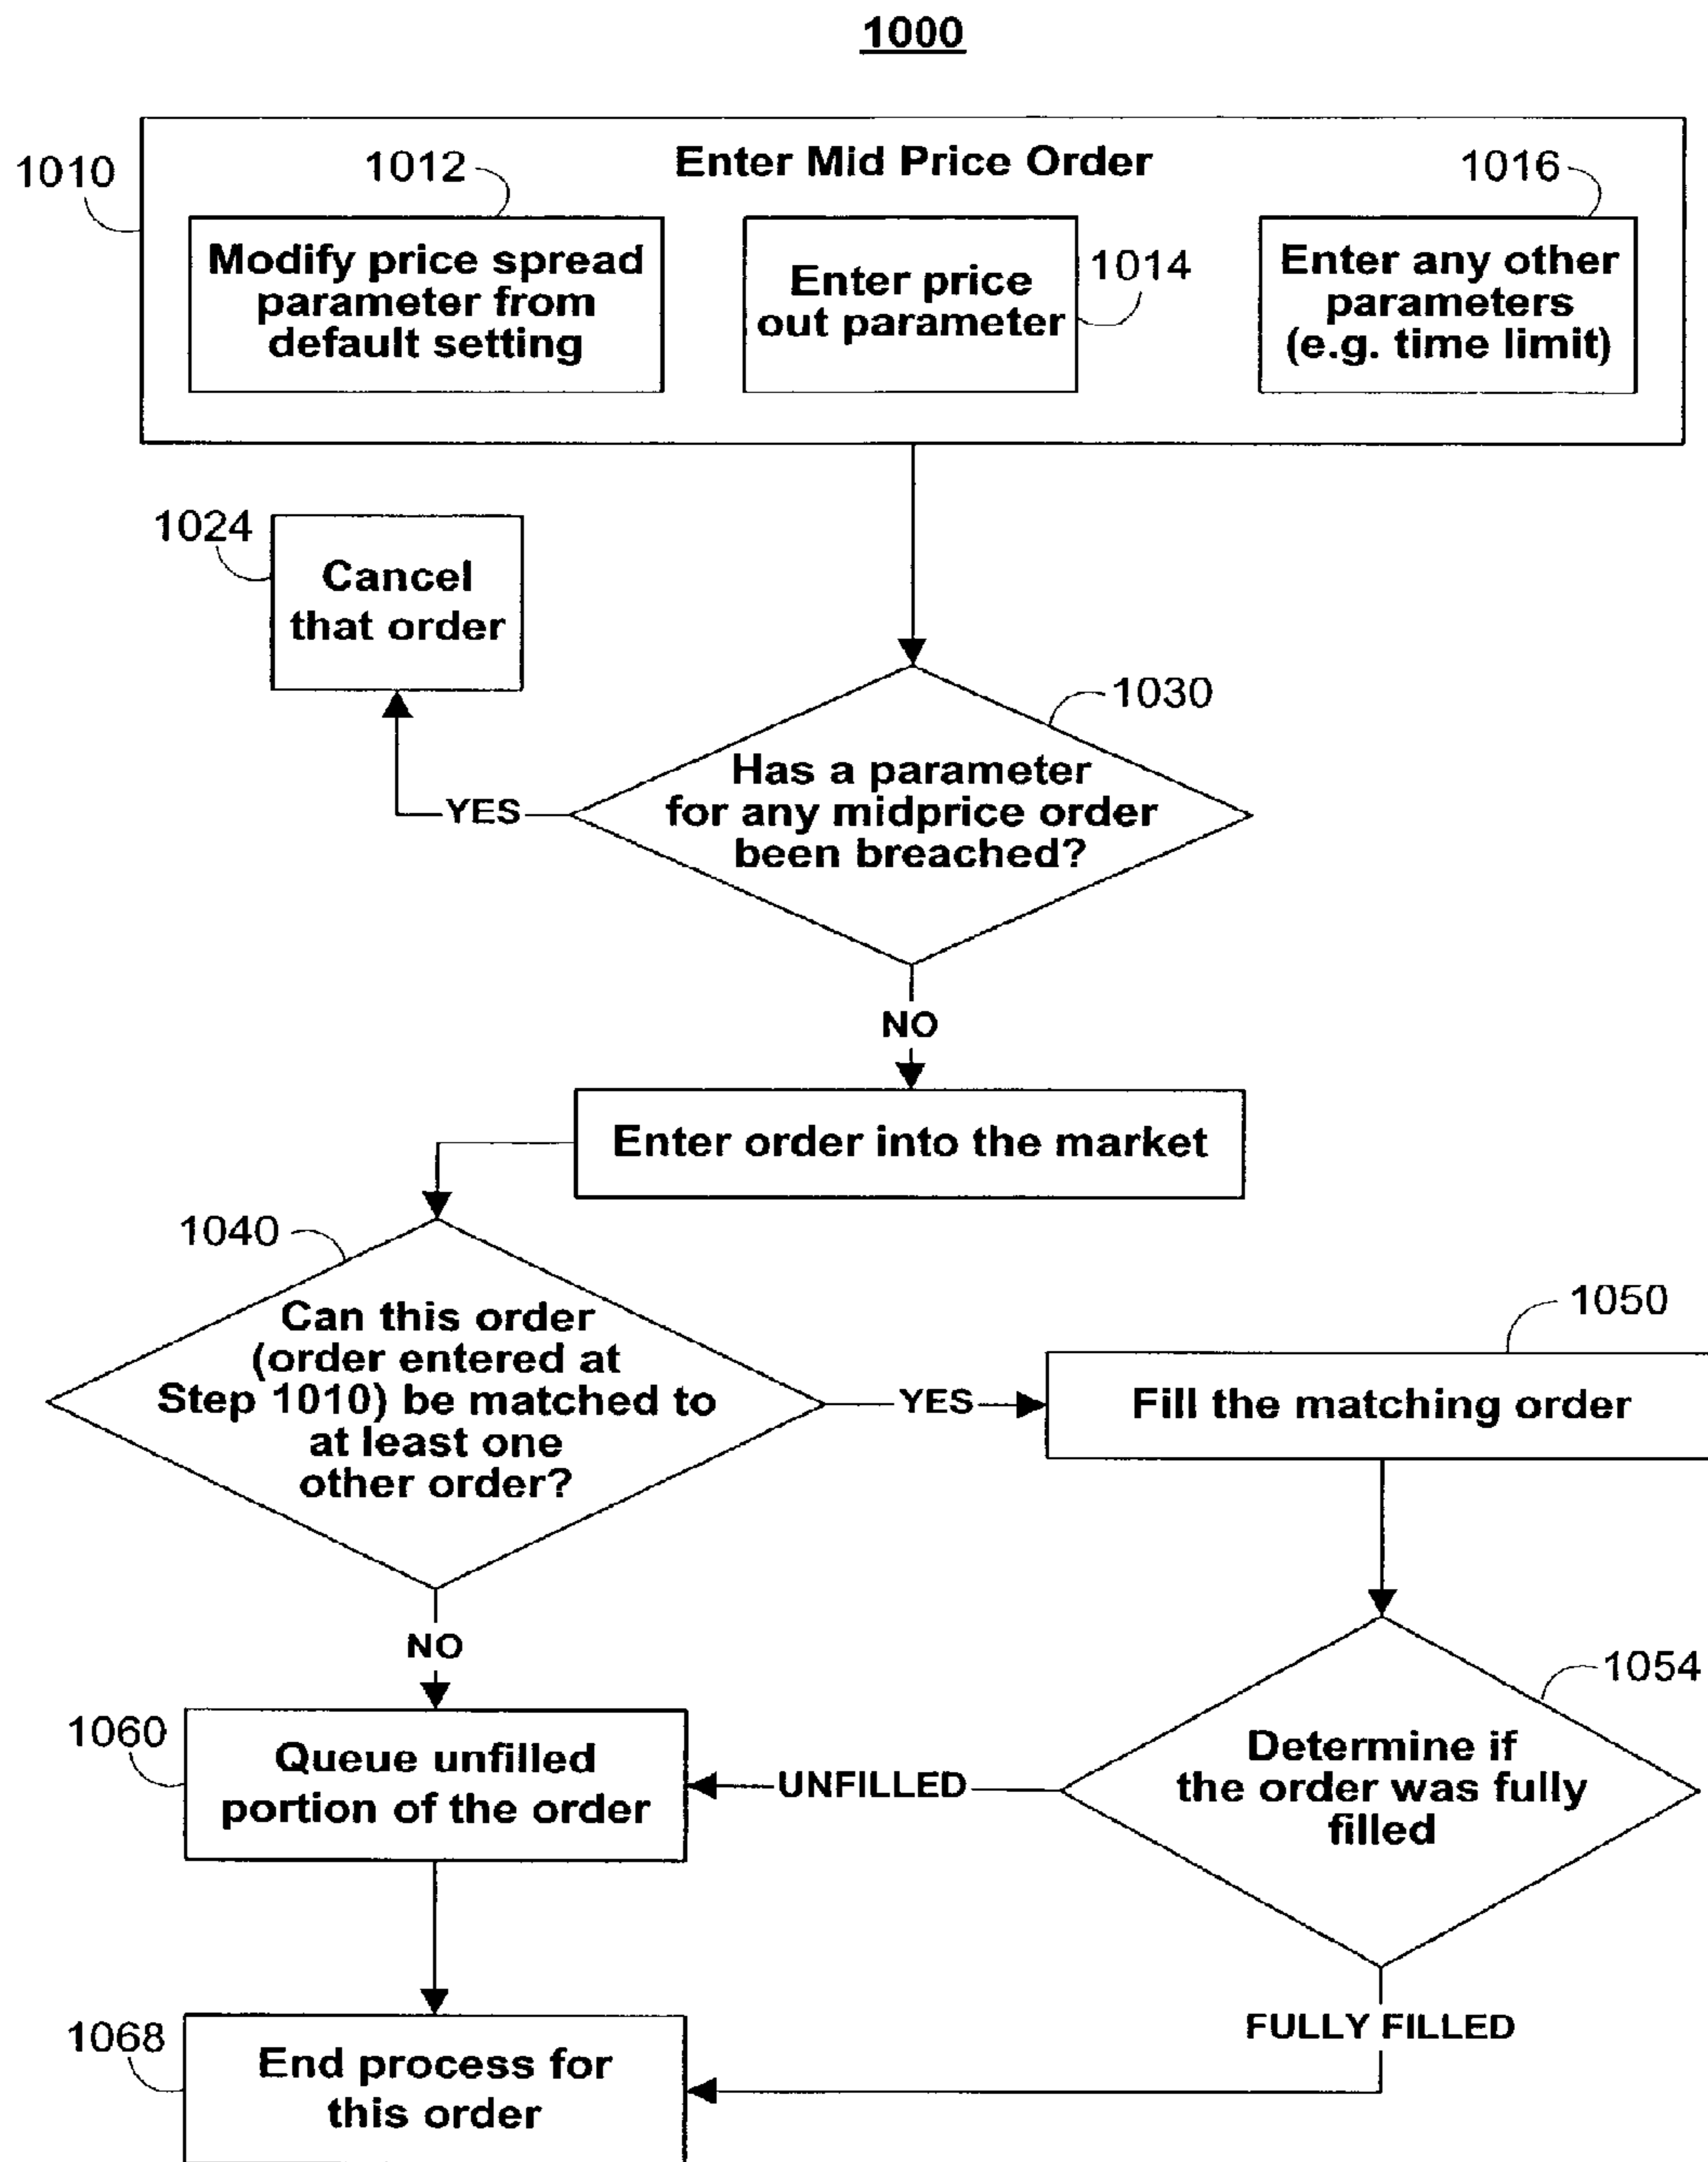 1000
1010
1012
Enter Mid Price Order
1016
Modify price spread
parameter from
default setting
Enter price
out parameter
1014
Enter any other
parameters
(e.g. time limit)
1024
Cancel
that order
1030
Has a parameter
for any midprice order
been breached?
YES
NO
Enter order into the market
1040
Can this order
(order entered at
Step 1010) be matched to
at least one
other order?
YES
1050
Fill the matching order
NO
1054
Determine if
the order was fully
filled
UNFILLED
1060
Queue unfilled
portion of the order
FULLY FILLED
1068
End process for
this order